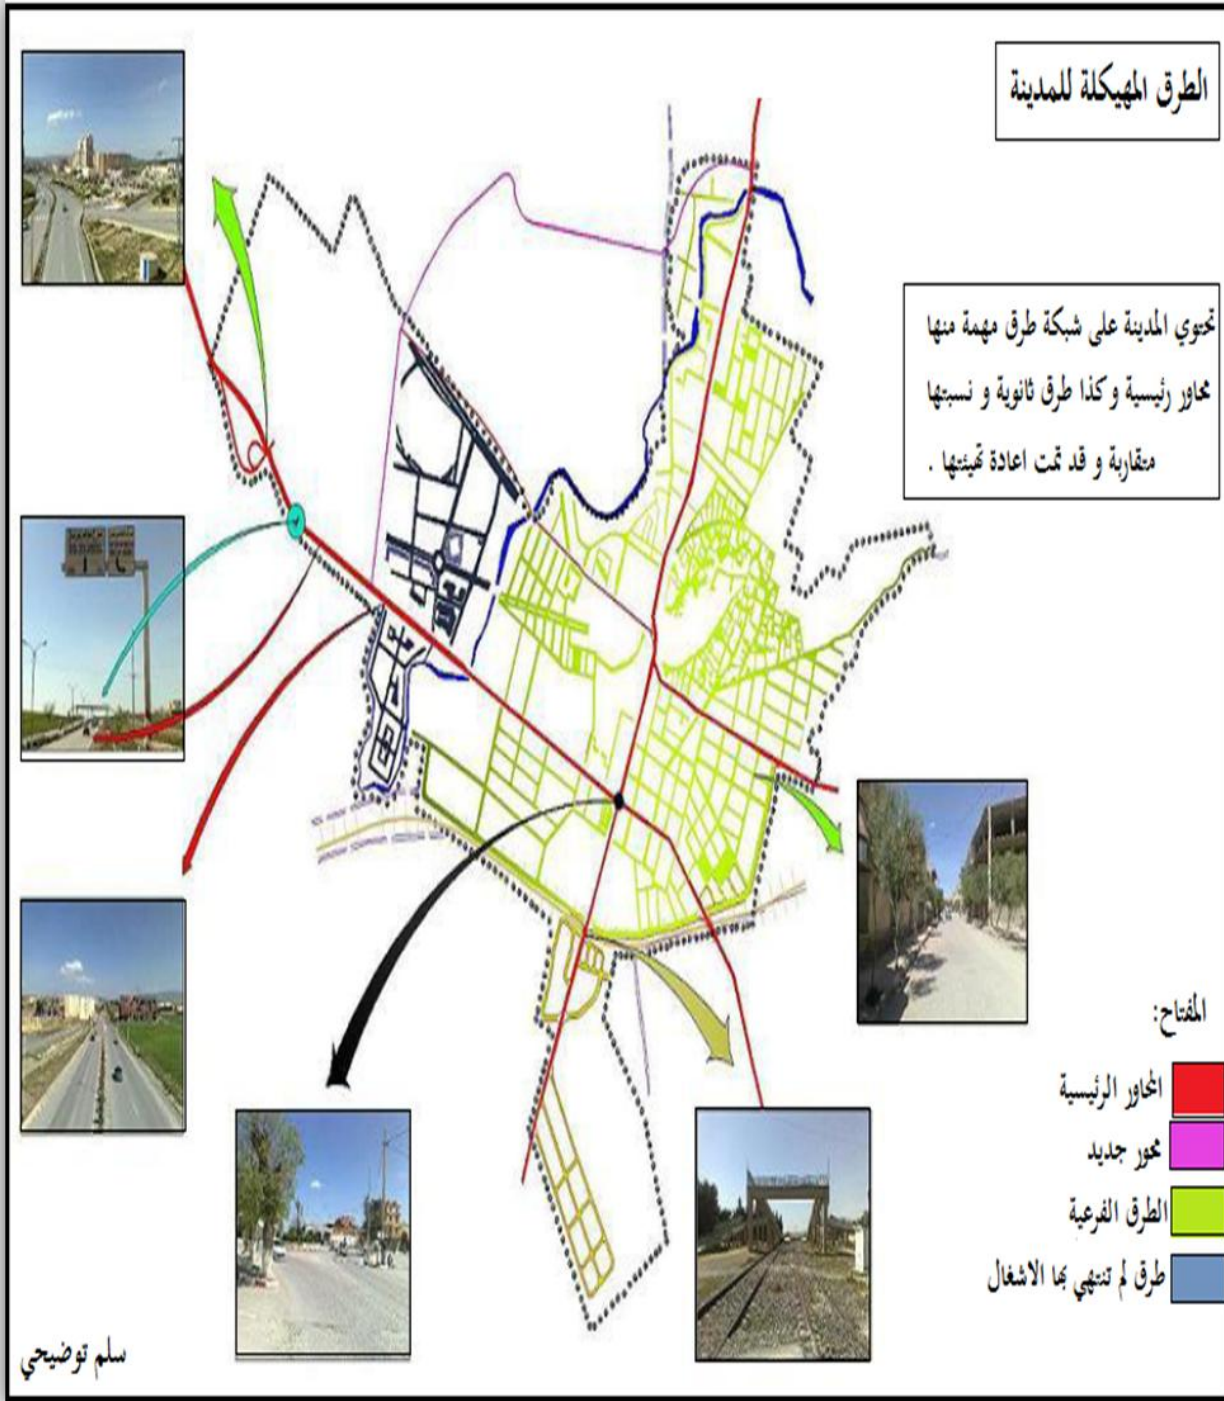 الطرق المهيكلة للمدينة
تحتوي المدينة على شبكة طرق مهمة منها
محاور رئيسية و كذا طرق ثانوية و نسبتها
متقاربة و قد تمت اعادة تهيئتها .
المفتاح:
المحاور الرئيسية
محور جديد
الطرق الفرعية
طرق لم تنتهي بها الاشغال
سلم توضيحي